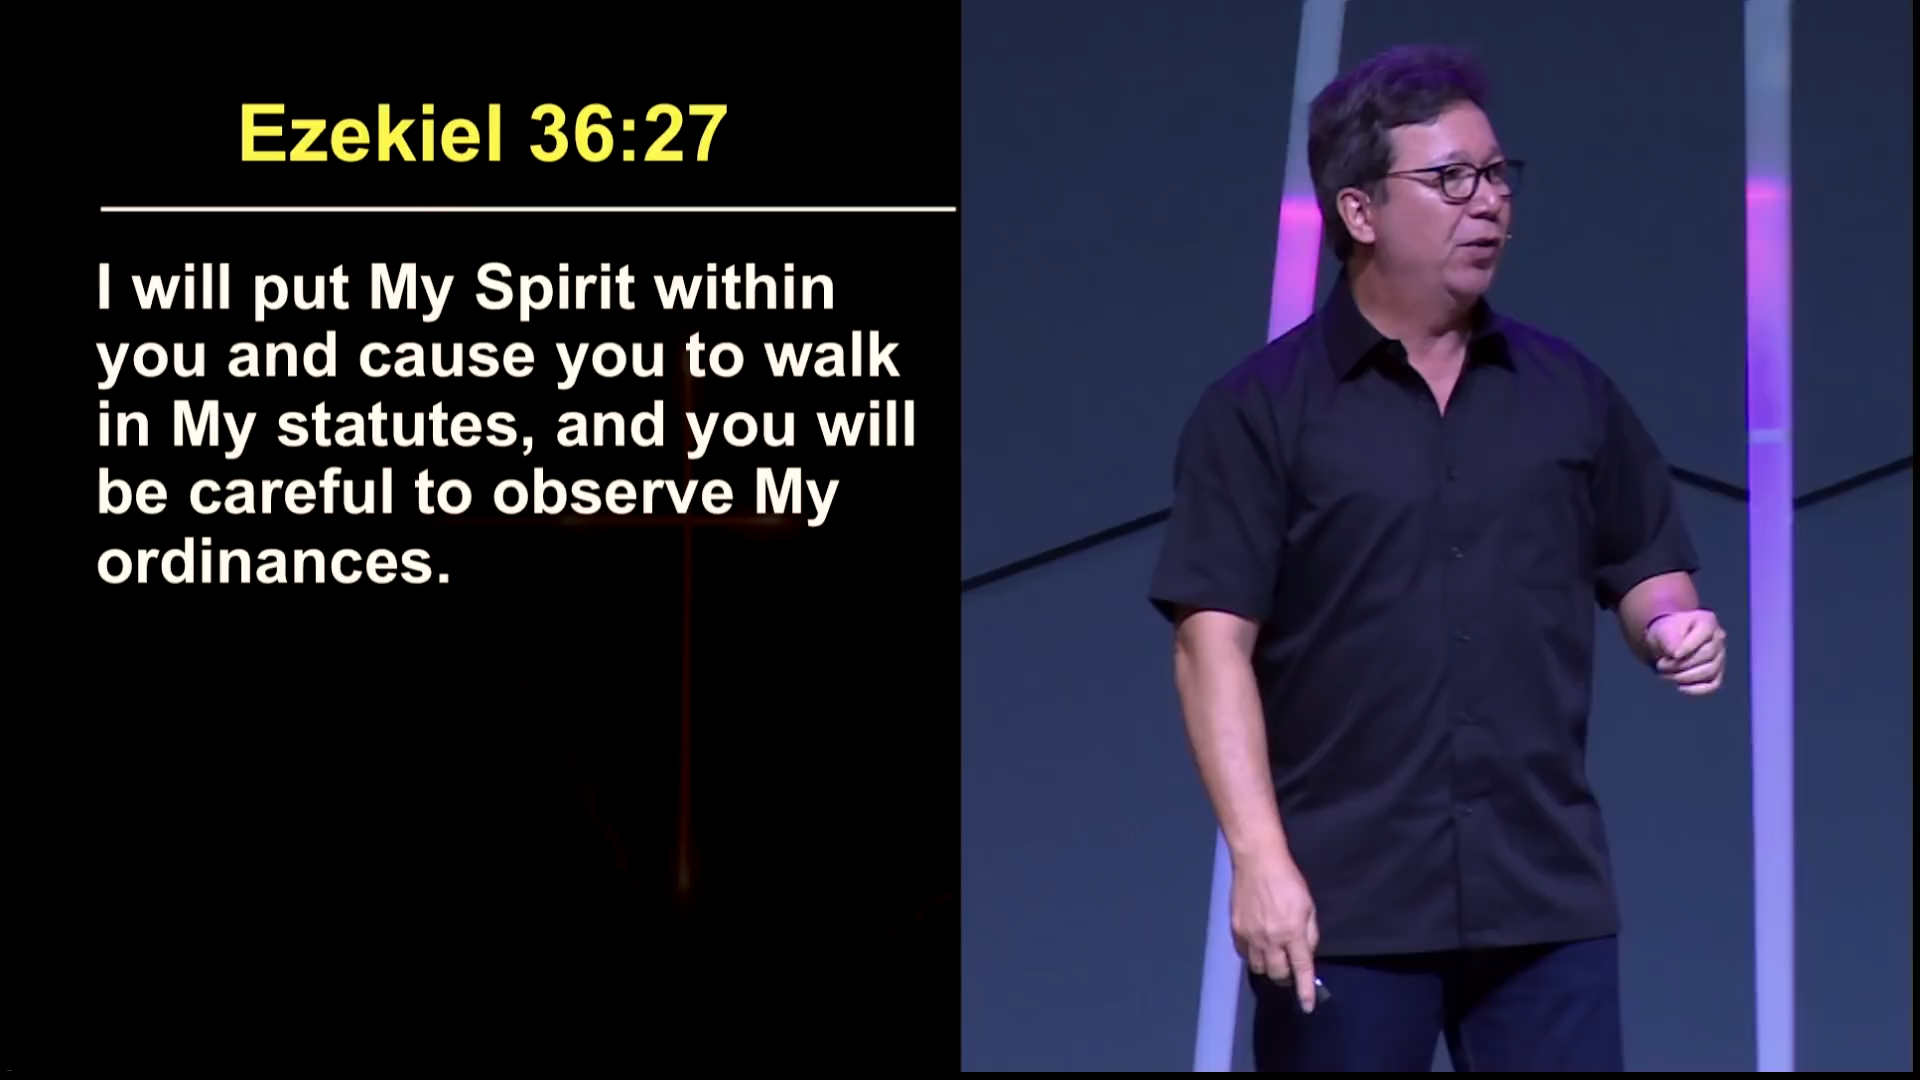 Ezekiel 36:27
I will put My Spirit within
you and cause you to walk
in My statutes, and you will
be careful to observe My
ordinances.